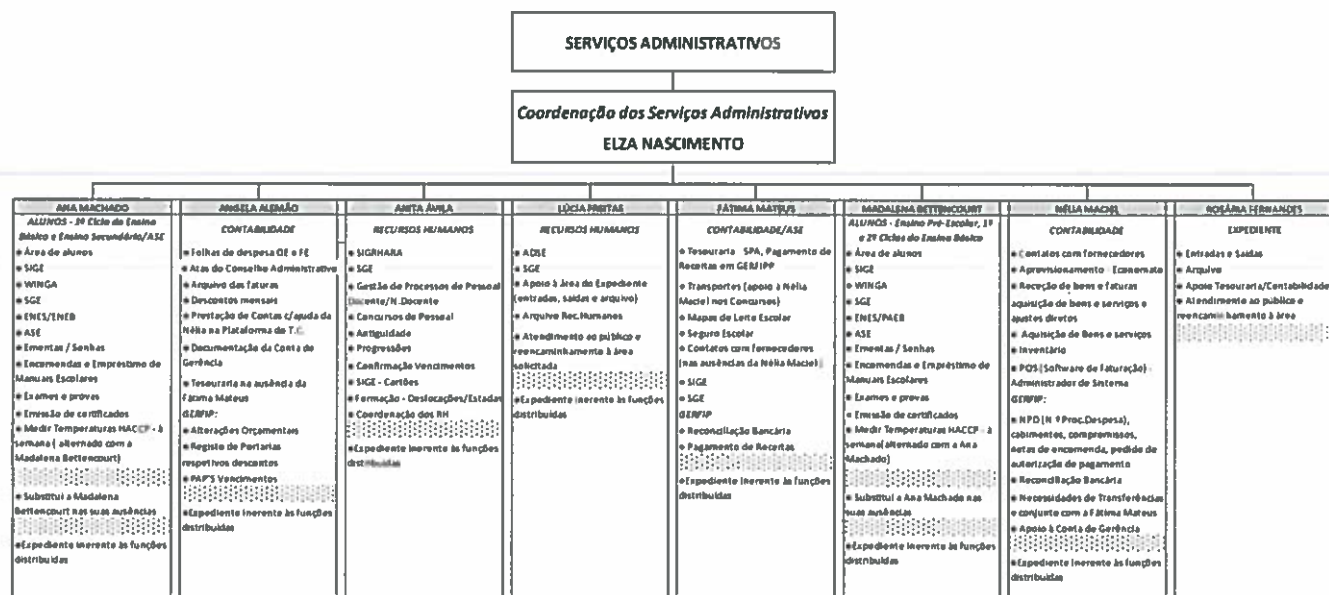 SERVIÇOS ADMINISTRATIVOS
Coordenação dos Serviços Administrativos
ELZA NASCIMENTO
ANA MACHADO
ALUNOS - 3º Ciclo do Ensino
Básico e Ensino Secundário/ASE
● Área de alunos
● SIGE
● WINGA
● SGE
● ENES/ENEB
● ASE
● Ementas / Senhas
● Encomendas e Empréstimo de
Manuais Escolares
● Exames e provas
● Emissão de certificados
● Medir Temperaturas HACCP - à
semana ( alternado com a
Madalena Bettencourt)
● Substitui a Madalena
Bettencourt nas suas ausências
●Expediente inerente às funções
distribuídas
ANGELA ALEMÃO
CONTABILIDADE
● Folhas de despesa OE e FE
● Atas do Conselho Administrativo
● Arquivo das faturas
● Descontos mensais
● Prestação de Contas c/ajuda da
Nélia na Plataforma do T.C.
● Documentação da Conta de
Gerência
● Tesouraria na ausência da
Fátima Mateus
GERFIP:
● Alterações Orçamentais
● Registo de Portarias
respetivos descontos
● PAP'S Vencimentos
●Expediente inerente às funções
distribuídas
ANITA ÁVILA
RECURSOS HUMANOS
● SIGRHARA
● SGE
● Gestão de Processos de Pessoal
Docente/N.Docente
● Concursos de Pessoal
● Antiguidade
● Progressões
● Confirmação Vencimentos
● SIGE - Cartões
● Formação - Deslocações/Estadas
● Coordenação dos RH
●Expediente inerente às funções
distribuídas
LÚCIA FREITAS
RECURSOS HUMANOS
● ADSE
● SGE
● Apoio à área do Expediente
(entradas, saídas e arquivo)
● Arquivo Rec.Humanos
● Atendimento ao público e
reencaminhamento à área
solicitada
●Expediente inerente às funções
distribuídas
FÁTIMA MATEUS
CONTABILIDADE/ASE
● Tesouraria SPA, Pagamento de
Receitas em GERFIPP
● Transportes (apoio à Nélia
Maciel nos Concursos)
● Mapas de Leite Escolar
● Seguro Escolar
● Contatos com fornecedores
(nas ausências da Nélia Maciel)
● SIGE
● SGE
GERFIP
● Reconciliação Bancária
● Pagamento de Receitas
●Expediente inerente às funções
distribuídas
MADALENA BETTENCOURT
ALUNOS - Ensino Pré-Escolar, 1º
e 2º Ciclos do Ensino Básico
● Área de alunos
● SIGE
● WINGA
● SGE
● ENES/PAEB
● ASE
● Ementas / Senhas
● Encomendas e Empréstimo de
Manuais Escolares
● Exames e provas
● Emissão de certificados
● Medir Temperaturas HACCP - à
semana(alternado com a Ana
Machado)
● Substitui a Ana Machado nas
suas ausências
●Expediente inerente às funções
distribuídas
NÉLIA MACIEL
CONTABILIDADE
● Contatos com fornecedores
● Aprovisionamento - Economato
● Receção de bens e faturas
aquisição de bens e serviços e
ajustes diretos
Aquisição de Bens e serviços
● Inventário
● POS (Software de faturação) -
Administrador de Sistema
GERFIP:
● NPD(N ºProc.Despesa),
cabimentos, compromissos,
notas de encomenda, pedido de
autorização de pagamento
● Reconciliação Bancária
● Necessidades de Transferências
e conjunto com a Fátima Mateus
● Apoio à Conta de Gerência
●Expediente inerente às funções
distribuídas
ROSÁRIA FERNANDES
EXPEDIENTE
● Entradas e Saídas
● Arquivo
● Apoio Tesouraria/Contabilidade
● Atendimento ao público e
reencaminhamento à área